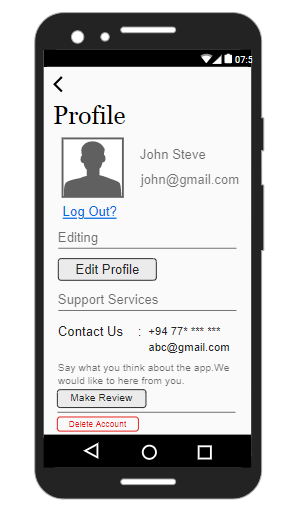 07:5
Profile
John Steve
john@gmail.com
Log Out?
Editing
Edit Profile
Support Services
Contact Us : +94 77* *** ***
abc@gmail.com
Say what you think about the app.We
would like to here from you.
Make Review
Delete Account